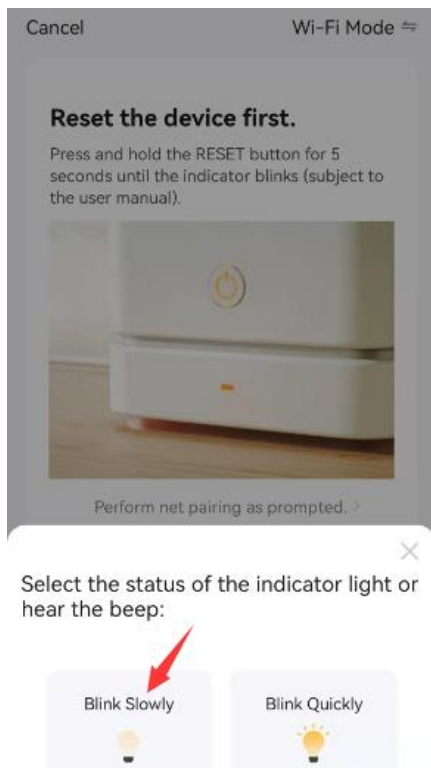 Cancel
Wi-Fi Mode
Reset the device first.
Press and hold the RESET button for 5
seconds until the indicator blinks (subject to
the user manual).
Perform net pairing as prompted. >
Select the status of the indicator light or
hear the beep:
Blink Slowly
Blink Quickly